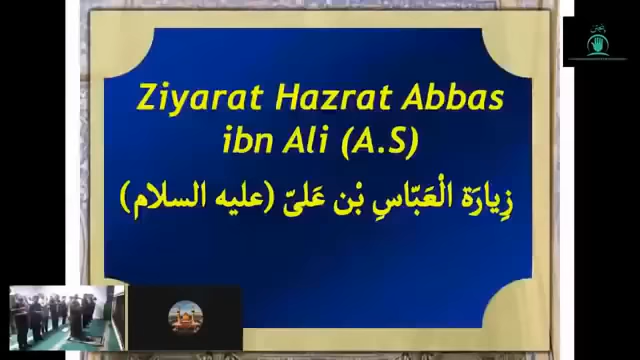 Ziyarat Hazrat Abbas
ibn Ali (A.S)
زِيارَة الْعَبّاسِ بْن عَلىّ (عليه السلام)